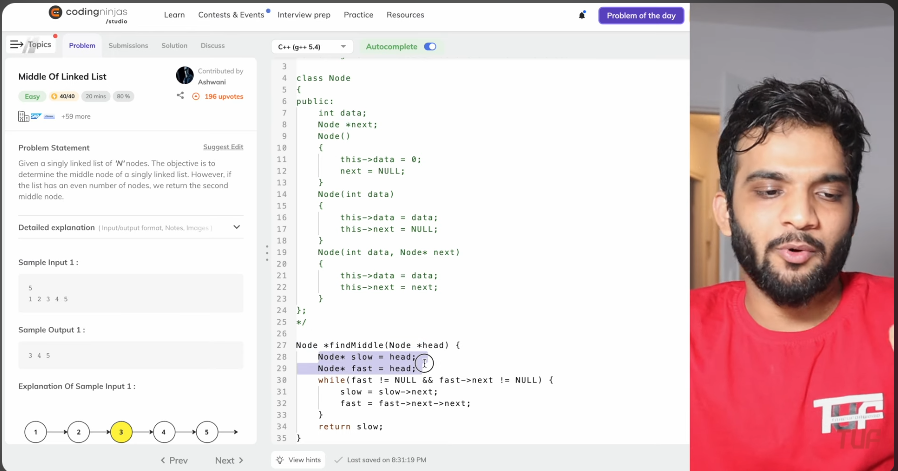 codingninjas
/studio
Learn Contests & Events Interview prep Practice Resources
Problem of the day
Topics Problem Submissions Solution Discuss
C++ (g++ 5.4) Autocomplete
Middle Of Linked List
Contributed by
Ashwani
Easy 40/40 20 mins 80 %
196 upvotes
+59 more
Problem Statement
Suggest Edit
Given a singly linked list of 'N' nodes. The objective is to
determine the middle node of a singly linked list. However, if
the list has an even number of nodes, we return the second
middle node.
Detailed explanation ( Input/output format, Notes, Images )
Sample Input 1 :
5
1 2 3 4 5
Sample Output 1 :
3 4 5
Explanation Of Sample Input 1 :
1 2 3 4 5
Prev Next
3
4 class Node
5 {
6 public:
7 int data;
8 Node *next;
9 Node()
10 {
11 this->data = 0;
12 next = NULL;
13 }
14 Node(int data)
15 {
16 this->data = data;
17 this->next = NULL;
18 }
19 Node(int data, Node* next)
20 {
21 this->data = data;
22 this->next = next;
23 }
24 };
25 */
26
27 Node *findMiddle(Node *head) {
28 Node* slow = head;
29 Node* fast = head;
30 while(fast != NULL && fast->next != NULL) {
31 slow = slow->next;
32 fast = fast->next->next;
33 }
34 return slow;
35 }
View hints Last saved on 8:31:19 PM
TUF
TUF